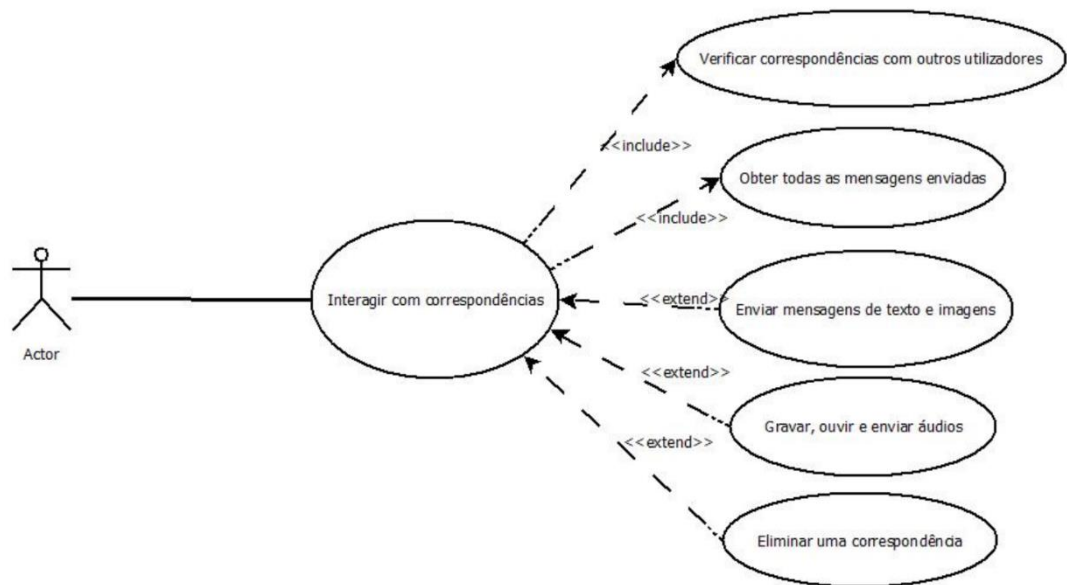 Verificar correspondências com outros utilizadores
<<include>>
Obter todas as mensagens enviadas
<<include>>
Interagir com correspondências
<<extend>>
Enviar mensagens de texto e imagens
Actor
<<extend>>
Gravar, ouvir e enviar áudios
<<extend>>
Eliminar uma correspondência